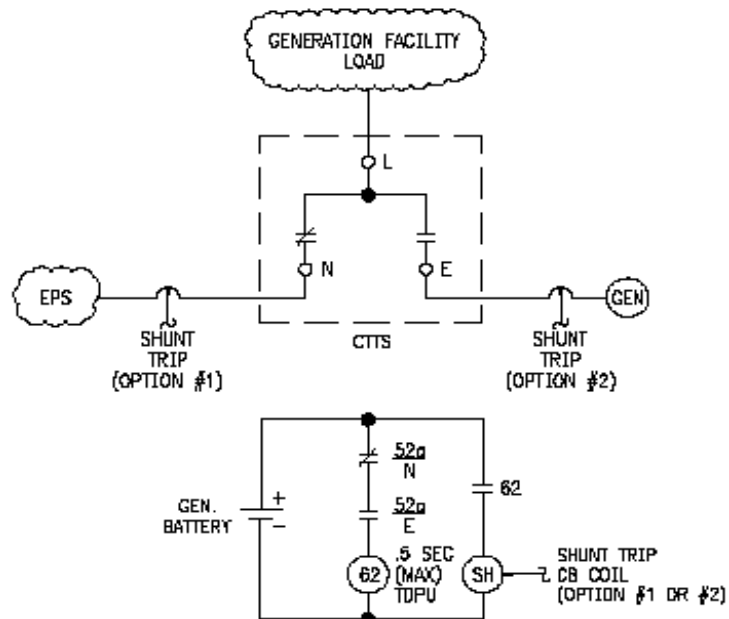 GENERATION FACILITY
LOAD
L
N
E
EPS
GEN
SHUNT
TRIP
(OPTION #1)
CTTS
SHUNT
TRIP
(OPTION #2)
GEN.
BATTERY
+
-
52a
N
52a
E
62
62
.5 SEC
(MAX)
TDPU
SH
SHUNT TRIP
CB COIL
(OPTION #1 OR #2)